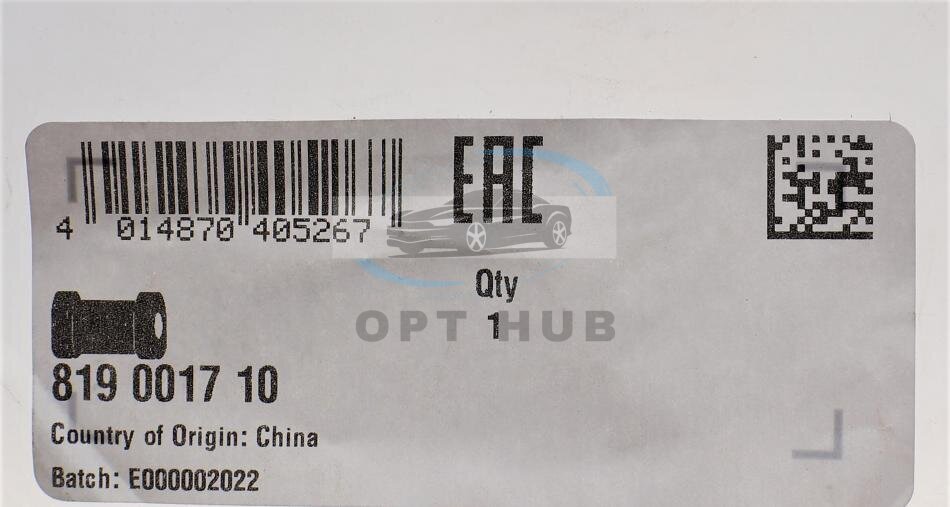 EAC
4 014870 405267
Qty
1
OPT HUB
819 0017 10
Country of Origin: China
Batch: E000002022